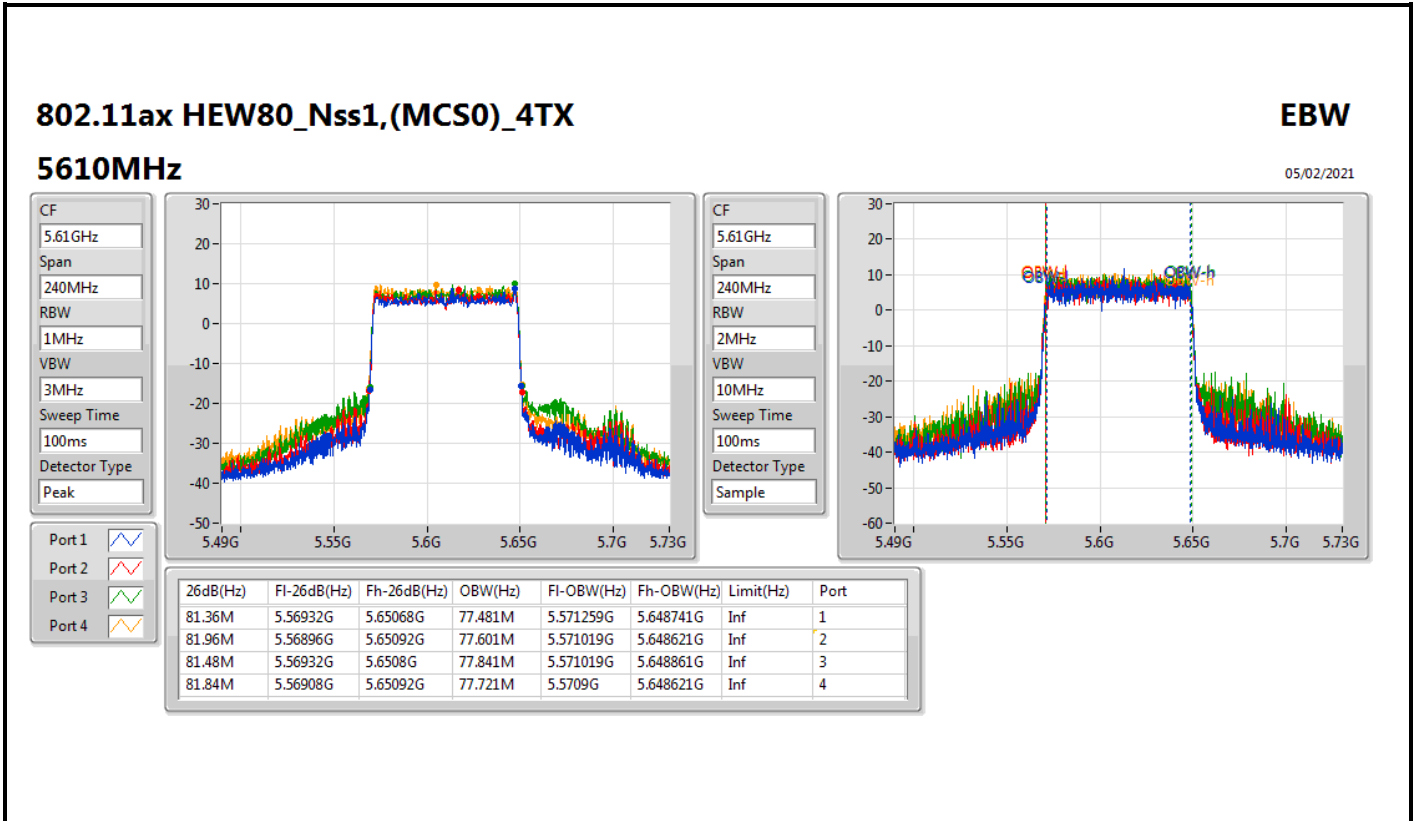 802.11ax HEW80_Nss1,(MCS0)_4TX EBW
5610MHz 05/02/2021
CF
5.61GHz
Span
240MHz
RBW
1MHz
VBW
3MHz
Sweep Time
100ms
Detector Type
Peak
30
20
10
0
-10
-20
-30
-40
-50
5.49G 5.55G 5.6G 5.65G 5.7G 5.73G
CF
5.61GHz
Span
240MHz
RBW
2MHz
VBW
10MHz
Sweep Time
100ms
Detector Type
Sample
30
20
10
0
-10
-20
-30
-40
-50
-60
OBW-h
5.49G 5.55G 5.6G 5.65G 5.7G 5.73G
Port 1
Port 2
Port 3
Port 4
26dB(Hz) Fl-26dB(Hz) Fh-26dB(Hz) OBW(Hz) Fl-OBW(Hz) Fh-OBW(Hz) Limit(Hz) Port
81.36M 5.56932G 5.65068G 77.481M 5.571259G 5.648741G Inf 1
81.96M 5.56896G 5.65092G 77.601M 5.571019G 5.648621G Inf 2
81.48M 5.56932G 5.6508G 77.841M 5.571019G 5.648861G Inf 3
81.84M 5.56908G 5.65092G 77.721M 5.5709G 5.648621G Inf 4